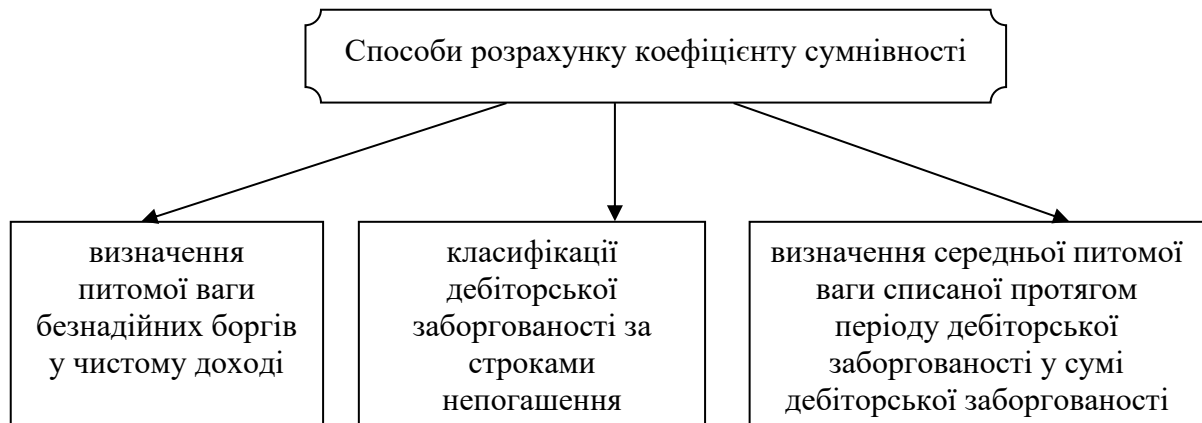 Способи розрахунку коефіцієнту сумнівності
визначення
питомої ваги
безнадійних боргів
у чистому доході
класифікації
дебіторської
заборгованості за
строками
непогашення
визначення середньої питомої
ваги списаної протягом
періоду дебіторської
заборгованості у сумі
дебіторської заборгованості